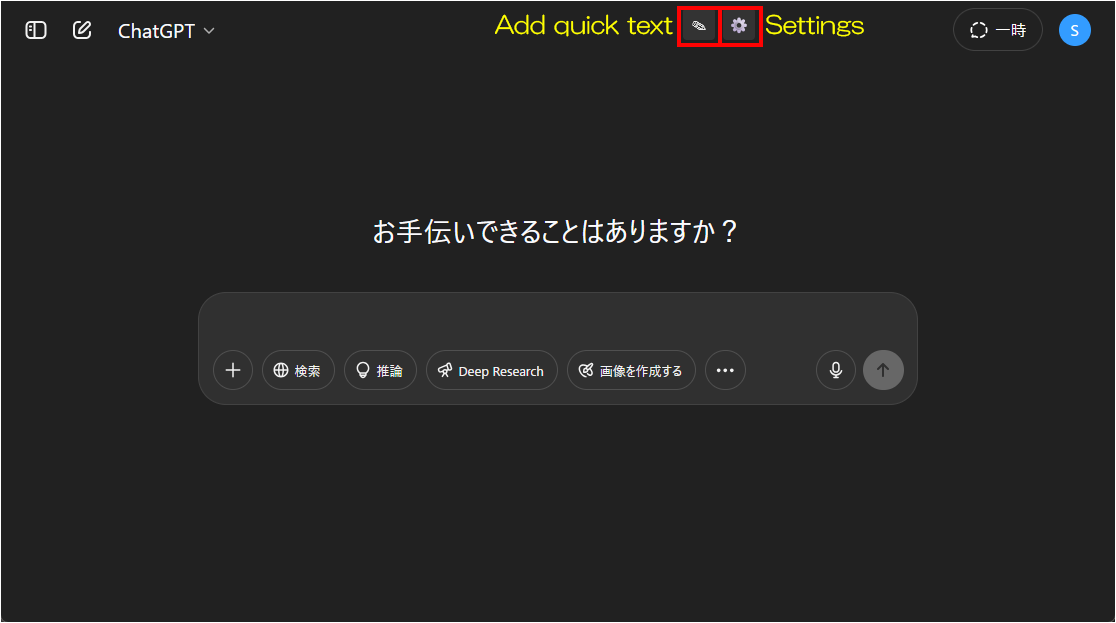 ChatGPT
Add quick text
Settings
一時
S
お手伝いできることはありますか？
検索
推論
Deep Research
画像を作成する